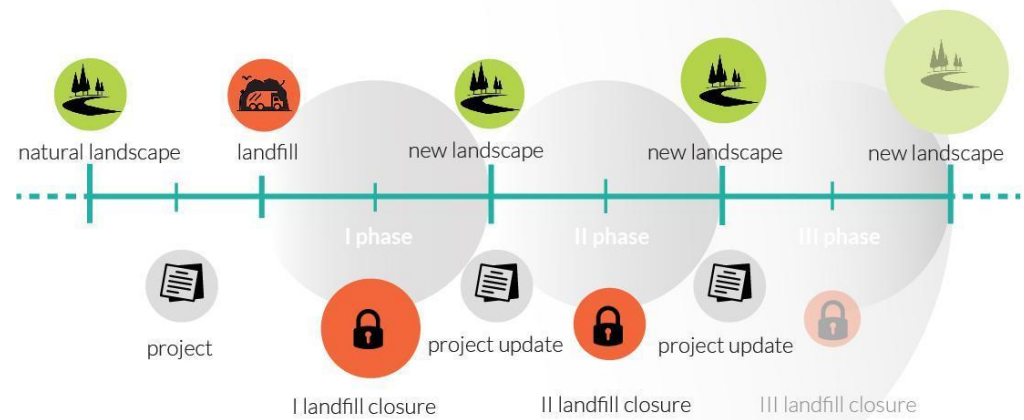 natural landscape
landfill
new landscape
new landscape
new landscape
I phase
II phase
III phase
project
project update
project update
I landfill closure
II landfill closure
III landfill closure